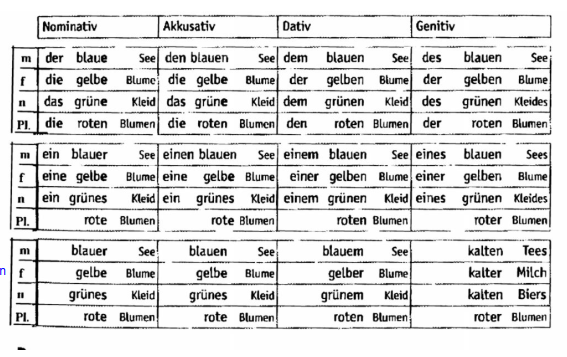 Nominativ Akkusativ Dativ Genitiv
m der blaue See den blauen See dem blauen See des blauen See
f die gelbe Blume die gelbe Blume der gelben Blume der gelben Blume
n das grüne Kleid das grüne Kleid dem grünen Kleid des grünen Kleides
Pl. die roten Blumen die roten Blumen den roten Blumen der roten Blumen
m ein blauer See einen blauen See einem blauen See eines blauen Sees
f eine gelbe Blume eine gelbe Blume einer gelben Blume einer gelben Blume
n ein grünes Kleid ein grünes Kleid einem grünen Kleid eines grünen Kleides
Pl. rote Blumen rote Blumen roten Blumen roter Blumen
m blauer See blauen See blauem See kalten Tees
n f gelbe Blume gelbe Blume gelber Blume kalter Milch
n grünes Kleid grünes Kleid grünem Kleid kalten Biers
Pl. rote Blumen rote Blumen roten Blumen roter Blumen